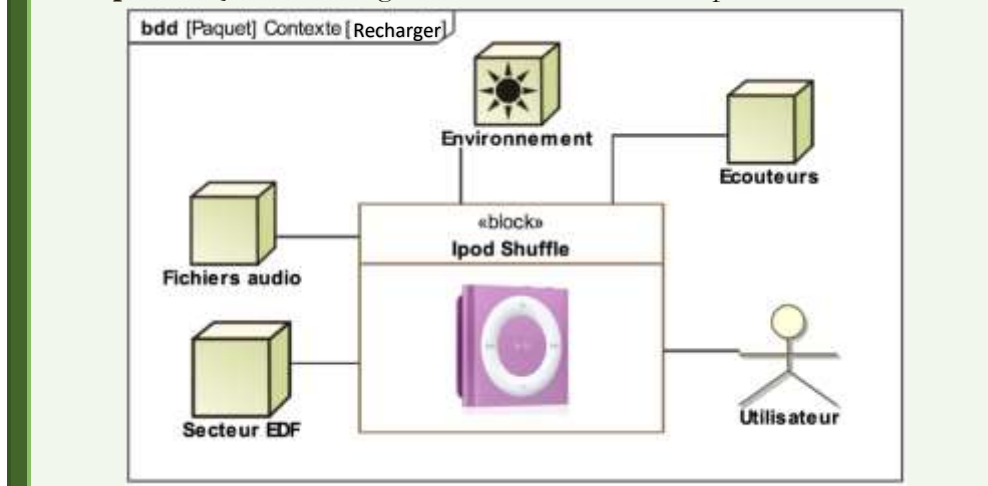 bdd [Paquet] Contexte [Recharger]
Environnement
Ecouteurs
«block»
Ipod Shuffle
Fichiers audio
Secteur EDF
Utilisateur